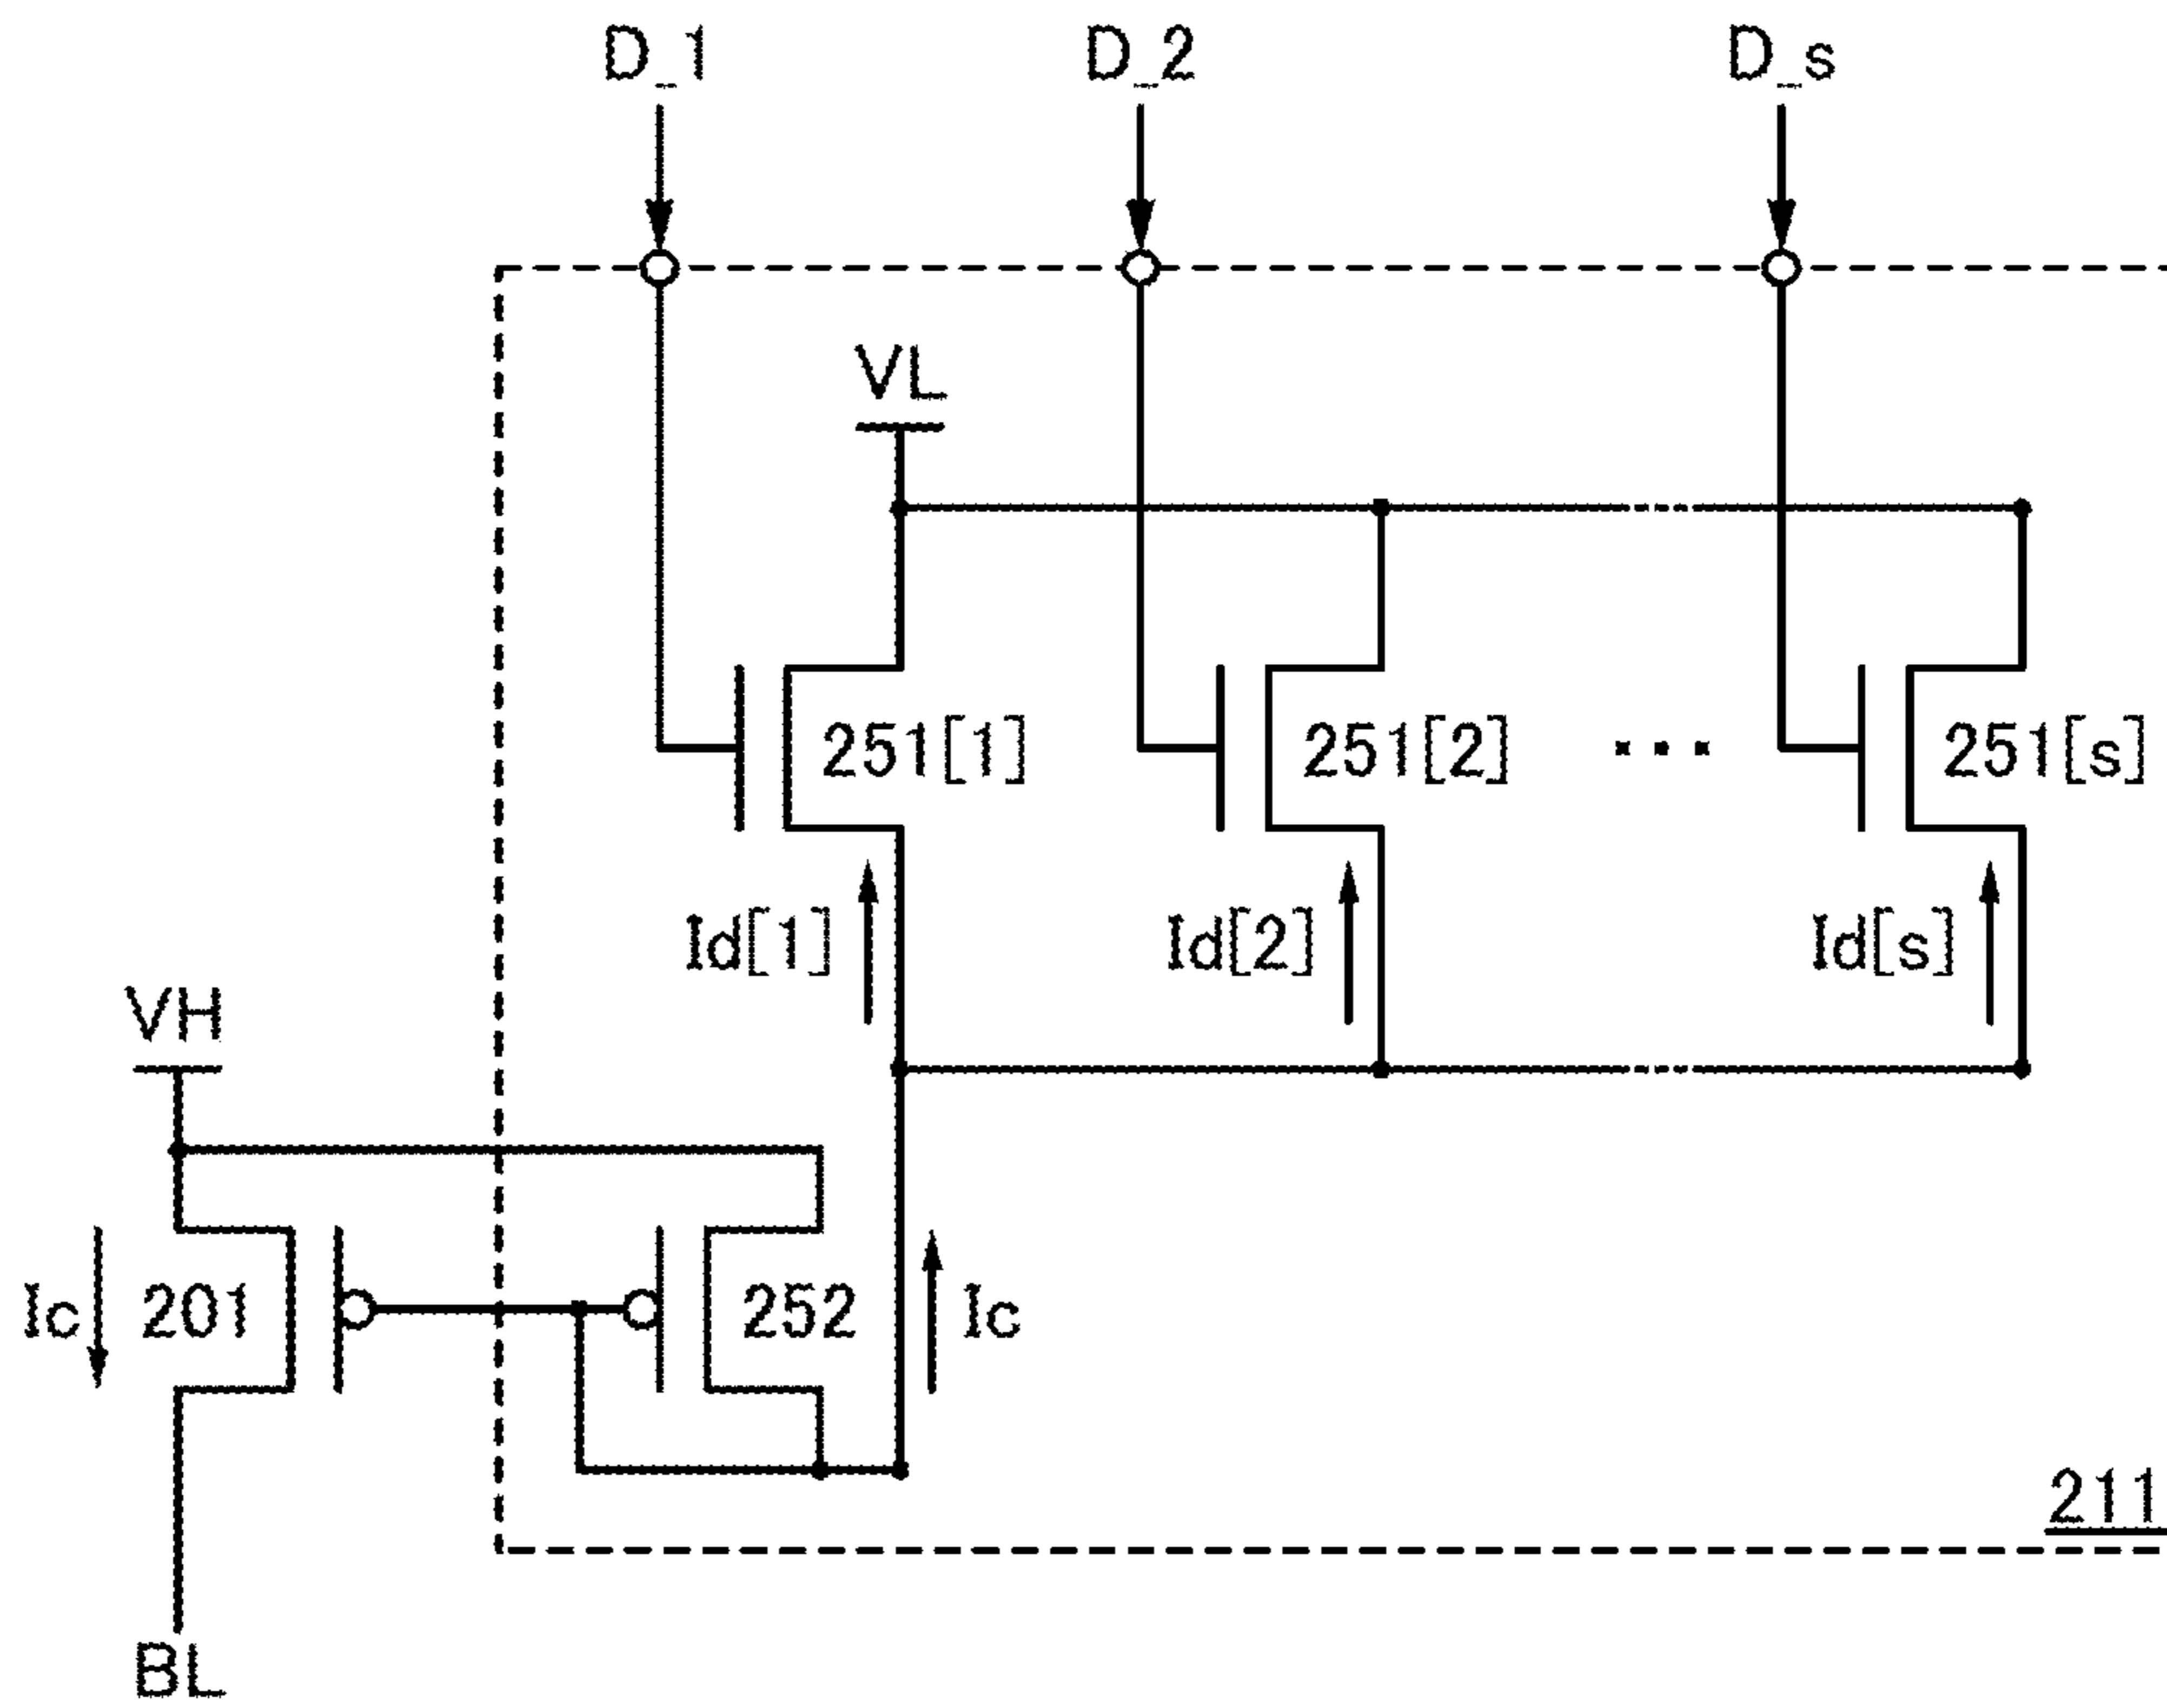 D_1 D_2 D_s
VL
251[1] 251[2] ··· 251[s]
Id[1] Id[2] Id[s]
VH
Ic 201 252 Ic
211
BL